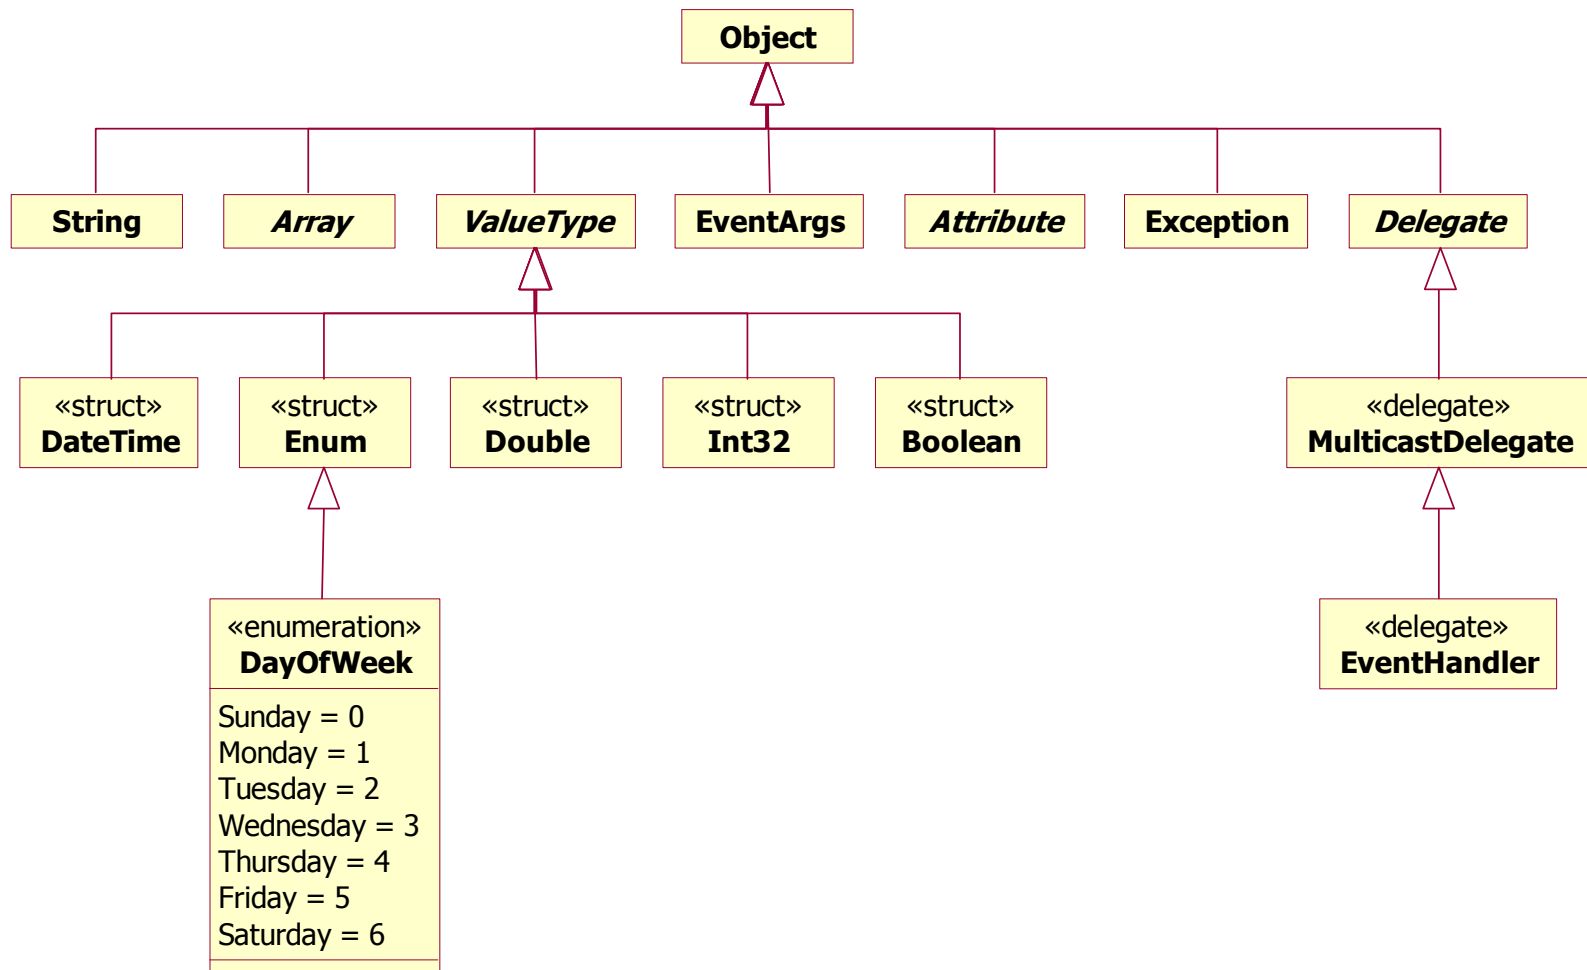 Object
String
Array
ValueType
EventArgs
Attribute
Exception
Delegate
«struct»
DateTime
«struct»
Enum
«struct»
Double
«struct»
Int32
«struct»
Boolean
«delegate»
MulticastDelegate
«enumeration»
DayOfWeek
Sunday = 0
Monday = 1
Tuesday = 2
Wednesday = 3
Thursday = 4
Friday = 5
Saturday = 6
«delegate»
EventHandler